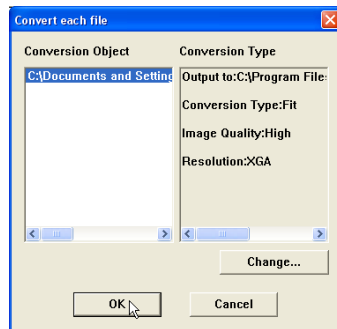 Convert each file
Conversion Object
Conversion Type
C:\Documents and Setting
Output to:C:\Program Files
Conversion Type:Fit
Image Quality:High
Resolution:XGA
Change...
OK
Cancel